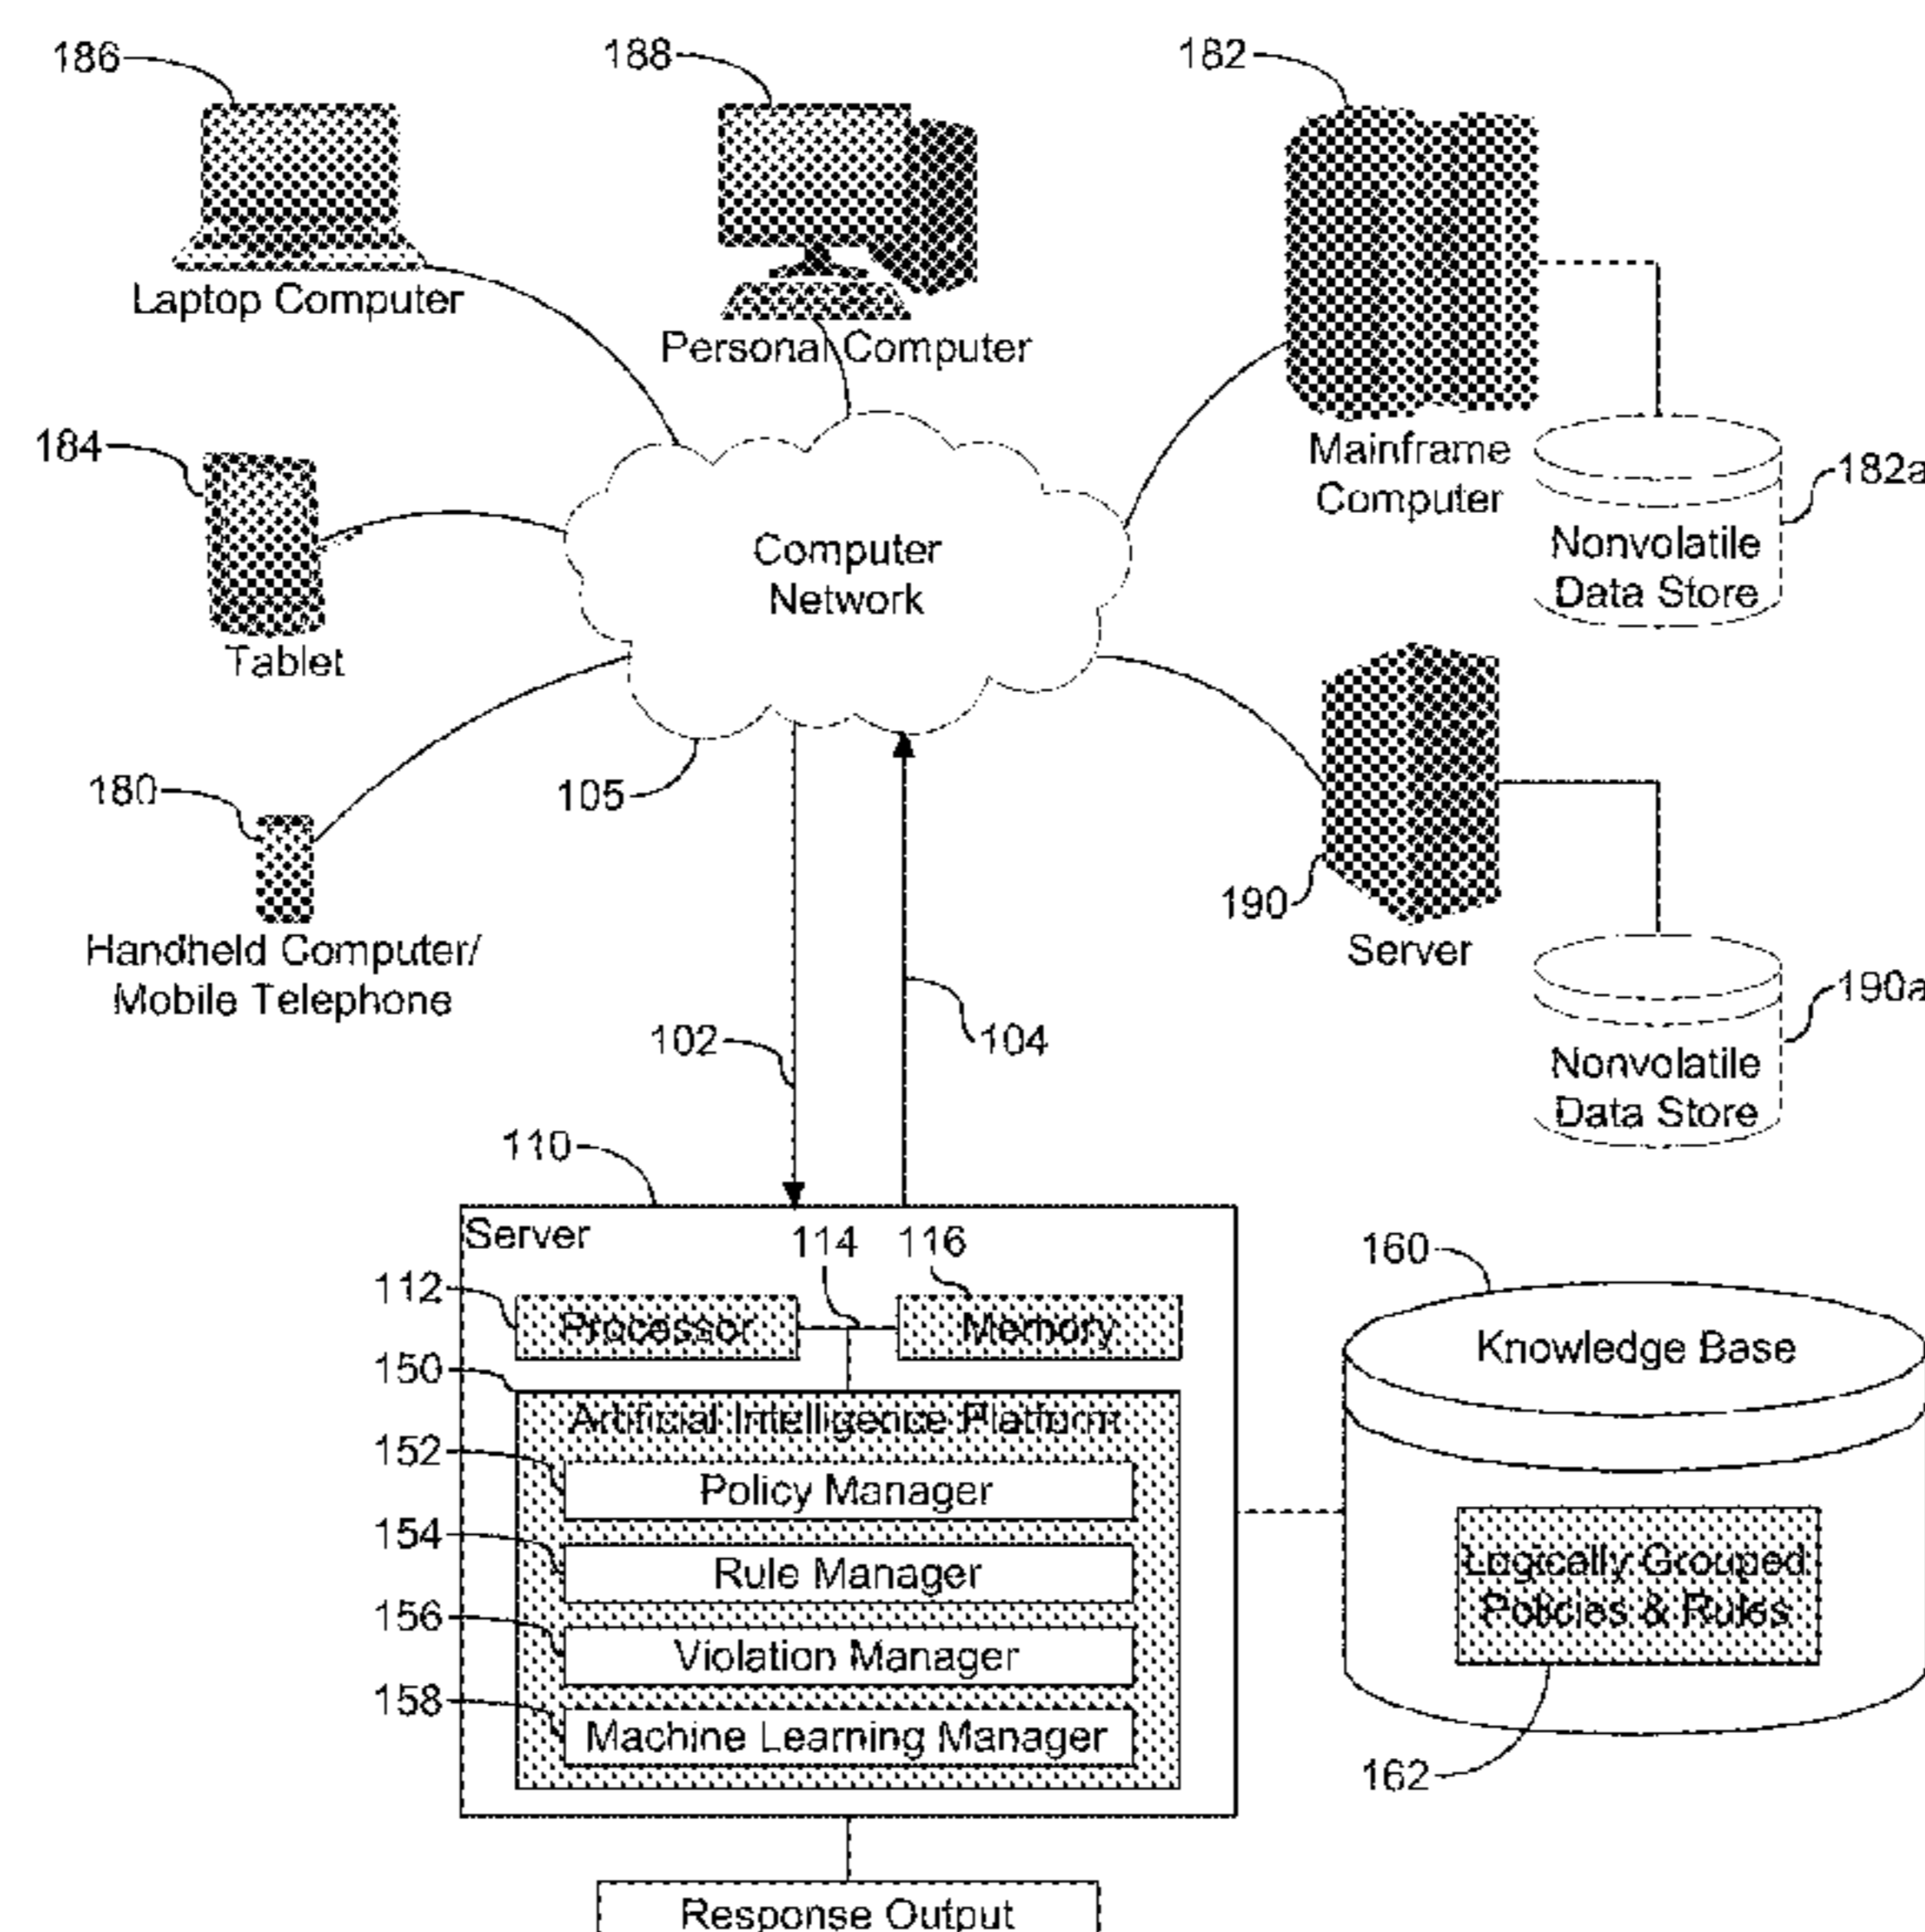 186
188
182
Laptop Computer
Personal Computer
184
Mainframe
Computer
182a
Nonvolatile
Data Store
Computer
Network
Tablet
180
105
190
Server
Handheld Computer/
Mobile Telephone
190a
102
104
Nonvolatile
Data Store
110
Server
114
116
160
112
Processor
Memory
Knowledge Base
150
Artificial Intelligence Platform
152
Policy Manager
154
Rule Manager
Logically Grouped
Policies & Rules
156
Violation Manager
158
Machine Learning Manager
162
Response Output